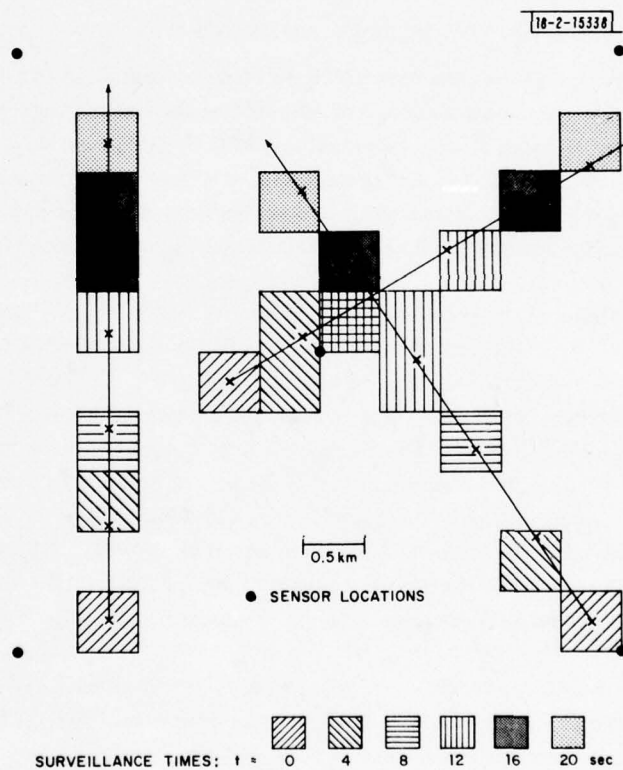 18-2-15338
0.5 km
● SENSOR LOCATIONS
SURVEILLANCE TIMES: t = 0 4 8 12 16 20 sec